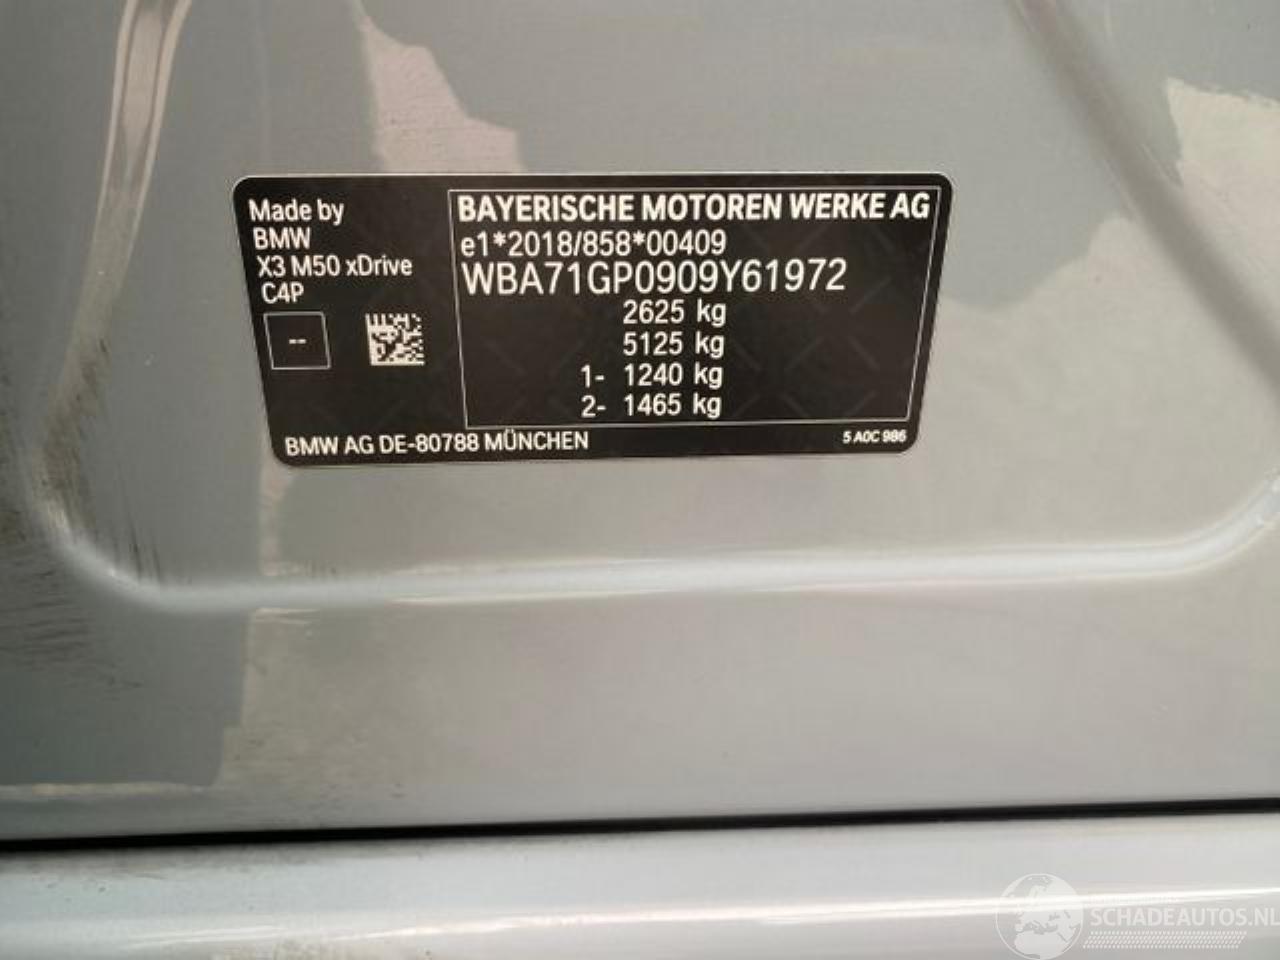 Made by
BMW
X3 M50 xDrive
C4P
--
BAYERISCHE MOTOREN WERKE AG
e1*2018/858*00409
WBA71GP0909Y61972
2625 kg
5125 kg
1- 1240 kg
2- 1465 kg
BMW AG DE-80788 MÜNCHEN
5 A0C 986
SCHADEAUTOS.NL